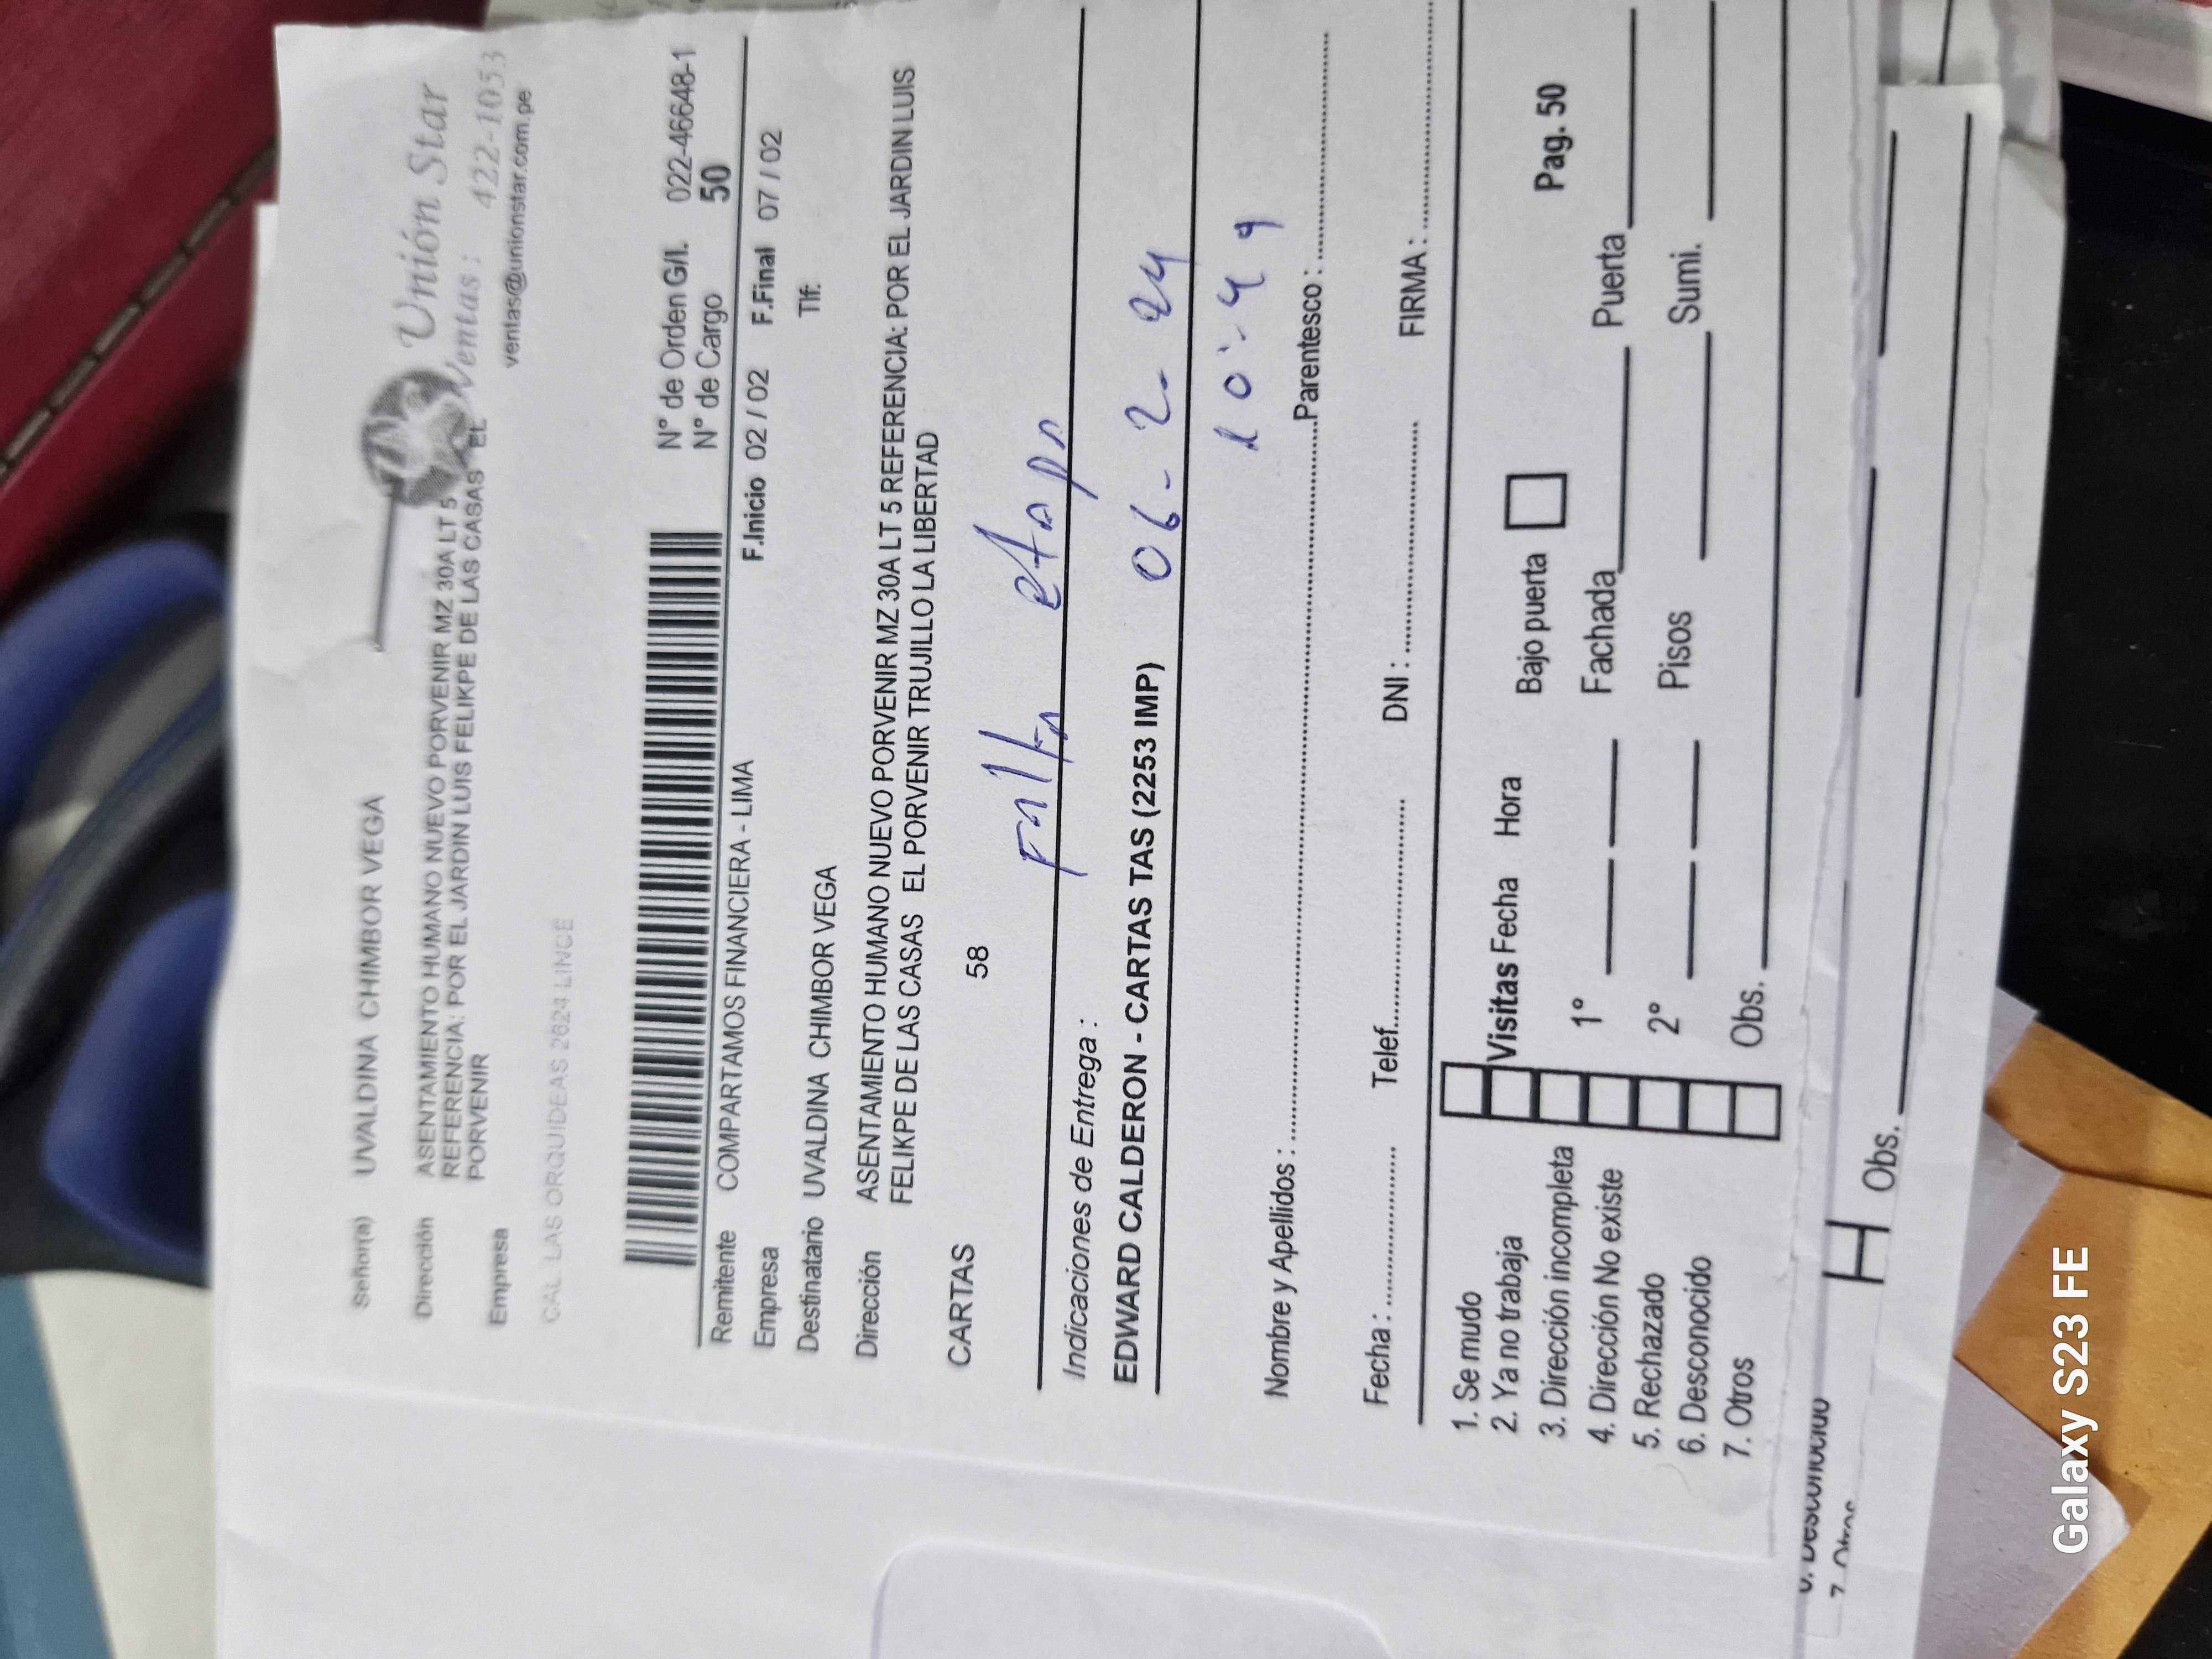 Unión Star
Ventas : 422-1053
ventas@unionstar.com.pe
Señor(a) UVALDINA CHIMBOR VEGA
Dirección ASENTAMIENTO HUMANO NUEVO PORVENIR MZ 30A LT 5
REFERENCIA: POR EL JARDIN LUIS FELIKPE DE LAS CASAS EL
PORVENIR
Empresa
CAL. LAS ORQUIDEAS 2624 LINCE
N° de Orden G/I. 022-46648-1
N° de Cargo 50
Remitente COMPARTAMOS FINANCIERA - LIMA F.Inicio 02 / 02 F.Final 07 / 02
Empresa Tlf:
Destinatario UVALDINA CHIMBOR VEGA
Dirección ASENTAMIENTO HUMANO NUEVO PORVENIR MZ 30A LT 5 REFERENCIA: POR EL JARDIN LUIS
FELIKPE DE LAS CASAS EL PORVENIR TRUJILLO LA LIBERTAD
CARTAS 58
Falta etapa
Indicaciones de Entrega :
EDWARD CALDERON - CARTAS TAS (2253 IMP) 06-2-24
10:49
Nombre y Apellidos : Parentesco :
Fecha : Telef. DNI : FIRMA :
1. Se mudo
2. Ya no trabaja
3. Dirección incompleta
4. Dirección No existe
5. Rechazado
6. Desconocido
7. Otros
Visitas Fecha Hora Bajo puerta Pag. 50
1° Fachada Puerta
2° Pisos Sumi.
Obs.
6. Desconocido
7. Otros
Obs.
Galaxy S23 FE